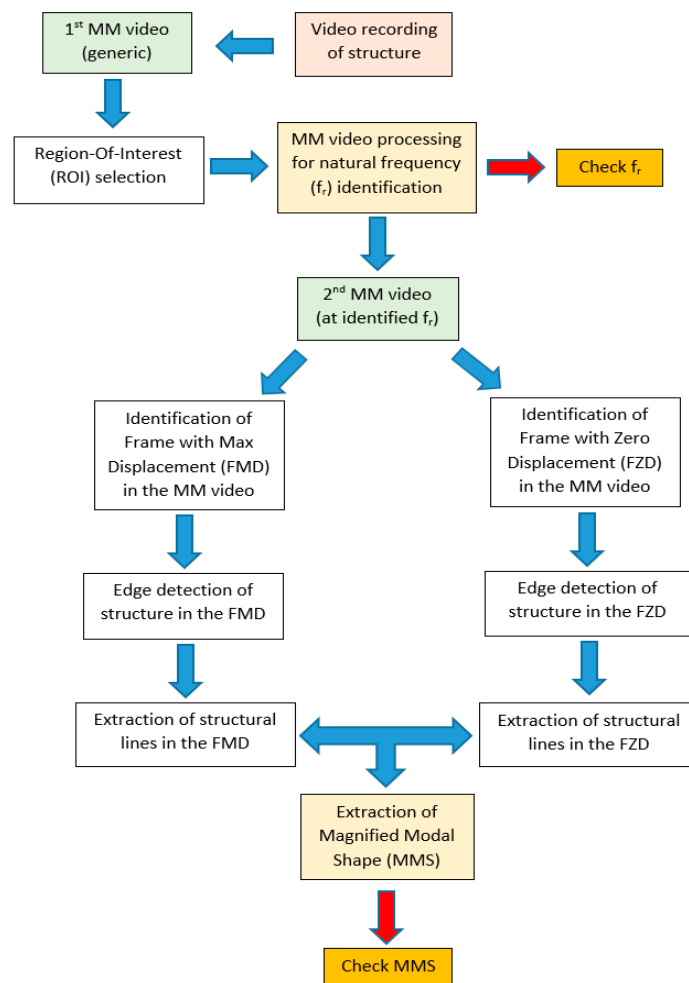 1st MM video
(generic)
Video recording
of structure
Region-Of-Interest
(ROI) selection
MM video processing
for natural frequency
(fr) identification
Check fr
2nd MM video
(at identified fr)
Identification of
Frame with Max
Displacement (FMD)
in the MM video
Identification of
Frame with Zero
Displacement (FZD)
in the MM video
Edge detection of
structure in the FMD
Edge detection of
structure in the FZD
Extraction of structural
lines in the FMD
Extraction of structural
lines in the FZD
Extraction of
Magnified Modal
Shape (MMS)
Check MMS